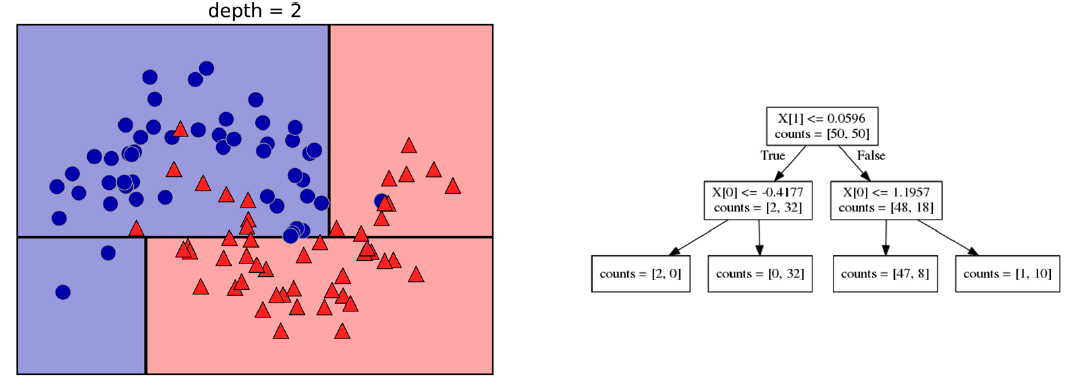 depth = 2
X[1] <= 0.0596
counts = [50, 50]
True
False
X[0] <= -0.4177
counts = [2, 32]
X[0] <= 1.1957
counts = [48, 18]
counts = [2, 0]
counts = [0, 32]
counts = [47, 8]
counts = [1, 10]